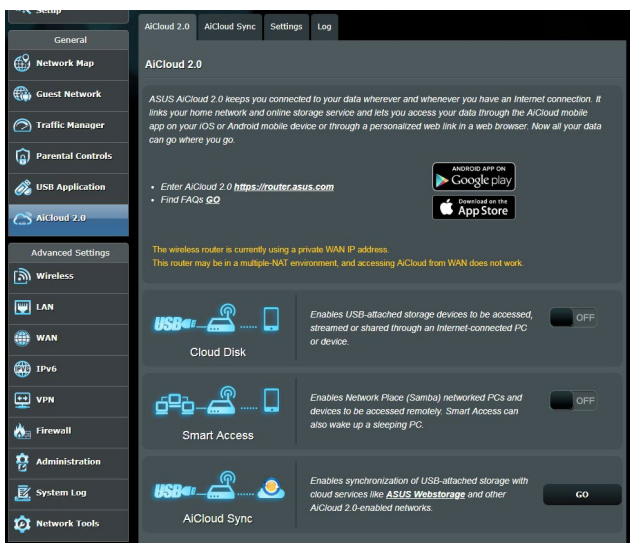 Setup
General
Network Map
Guest Network
Traffic Manager
Parental Controls
USB Application
AiCloud 2.0
Advanced Settings
Wireless
LAN
WAN
IPv6
VPN
Firewall
Administration
System Log
Network Tools
AiCloud 2.0 AiCloud Sync Settings Log
AiCloud 2.0
ASUS AiCloud 2.0 keeps you connected to your data wherever and whenever you have an Internet connection. It
links your home network and online storage service and lets you access your data through the AiCloud mobile
app on your iOS or Android mobile device or through a personalized web link in a web browser. Now all your data
can go where you go.
• Enter AiCloud 2.0 https://router.asus.com
• Find FAQs GO
ANDROID APP ON
Google play
Download on the
App Store
The wireless router is currently using a private WAN IP address.
This router may be in a multiple-NAT environment, and accessing AiCloud from WAN does not work.
USB
Cloud Disk
Enables USB-attached storage devices to be accessed,
streamed or shared through an Internet-connected PC
or device.
OFF
Smart Access
Enables Network Place (Samba) networked PCs and
devices to be accessed remotely. Smart Access can
also wake up a sleeping PC.
OFF
USB
AiCloud Sync
Enables synchronization of USB-attached storage with
cloud services like ASUS Webstorage and other
AiCloud 2.0-enabled networks.
GO